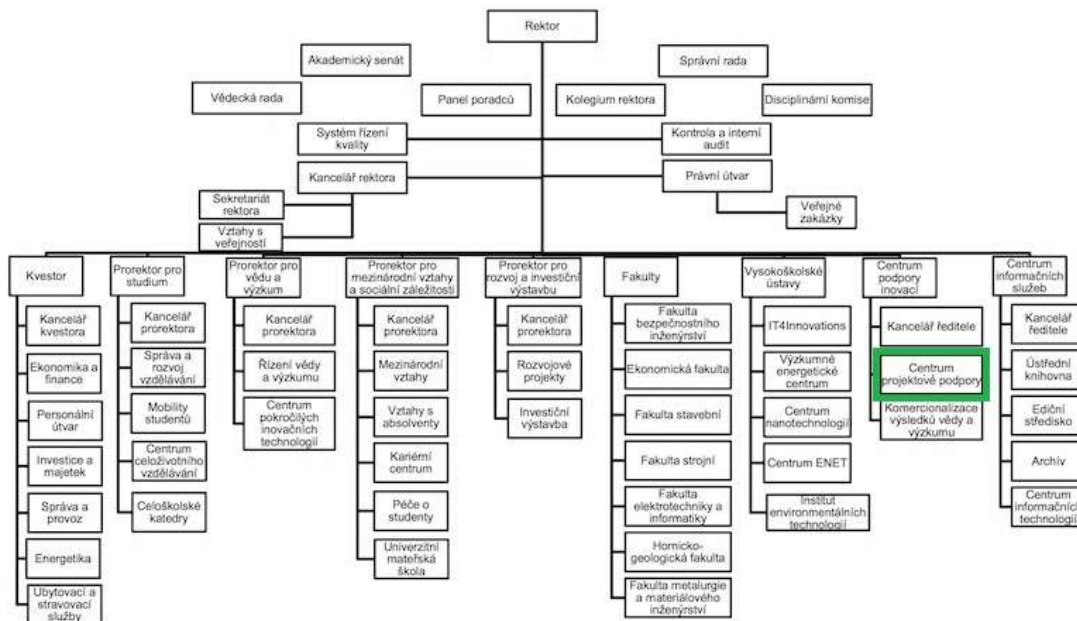 Rektor
Akademický senát
Správní rada
Vědecká rada
Panel poradců
Kolegium rektora
Disciplinární komise
Systém řízení
kvality
Kontrola a interní
audit
Kancelář rektora
Právní útvar
Sekretariát
rektora
Veřejné
zakázky
Vztahy s
veřejností
Kvestor
Kancelář
kvestora
Ekonomika a
finance
Personální
útvar
Investice a
majetek
Správa a
provoz
Energetika
Ubytovací a
stravovací
služby
Prorektor pro
studium
Kancelář
prorektora
Správa a
rozvoj
vzdělávání
Mobility
studentů
Centrum
celoživotního
vzdělávání
Celoškolské
katedry
Prorektor pro
vědu a
výzkum
Kancelář
prorektora
Řízení vědy
a výzkumu
Centrum
pokročilých
inovačních
technologií
Prorektor pro
mezinárodní vztahy
a sociální záležitosti
Kancelář
prorektora
Mezinárodní
vztahy
Vztahy s
absolventy
Kariérní
centrum
Péče o
studenty
Univerzitní
mateřská
škola
Prorektor pro
rozvoj a investiční
výstavbu
Kancelář
prorektora
Rozvojové
projekty
Investiční
výstavba
Fakulty
Fakulta
bezpečnostního
inženýrství
Ekonomická fakulta
Fakulta stavební
Fakulta strojní
Fakulta
elektrotechniky a
informatiky
Hornicko-
geologická fakulta
Fakulta metalurgie
a materiálového
inženýrství
Vysokoškolské
ústavy
IT4Innovations
Výzkumné
energetické
centrum
Centrum
nanotechnologií
Centrum ENET
Institut
environmentálních
technologií
Centrum
podpory
inovací
Kancelář ředitele
Centrum
projektové podpory
Komercionalizace
výsledků vědy a
výzkumu
Centrum
informačních
služeb
Kancelář
ředitele
Ústřední
knihovna
Ediční
středisko
Archív
Centrum
informačních
technologií